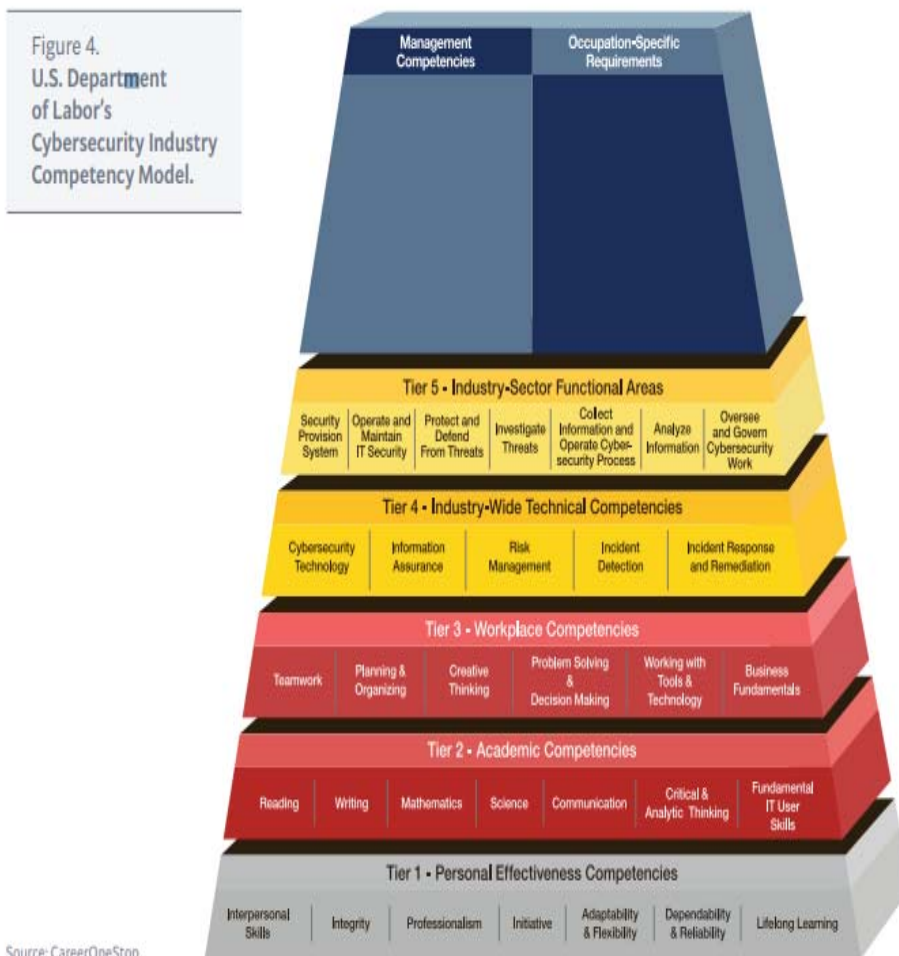 Figure 4.
U.S. Department
of Labor's
Cybersecurity Industry
Competency Model.
Management
Competencies
Occupation-Specific
Requirements
Tier 5 - Industry-Sector Functional Areas
Security
Provision
System
Operate and
Maintain
IT Security
Protect and
Defend
From Threats
Investigate
Threats
Collect
Information and
Operate Cyber-
security Process
Analyze
Information
Oversee
and Govern
Cybersecurity
Work
Tier 4 - Industry-Wide Technical Competencies
Cybersecurity
Technology
Information
Assurance
Risk
Management
Incident
Detection
Incident Response
and Remediation
Tier 3 - Workplace Competencies
Teamwork
Planning &
Organizing
Creative
Thinking
Problem Solving
&
Decision Making
Working with
Tools &
Technology
Business
Fundamentals
Tier 2 - Academic Competencies
Reading
Writing
Mathematics
Science
Communication
Critical &
Analytic Thinking
Fundamental
IT User
Skills
Tier 1 - Personal Effectiveness Competencies
Interpersonal
Skills
Integrity
Professionalism
Initiative
Adaptability
& Flexibility
Dependability
& Reliability
Lifelong Learning
Source: CareerOneStop